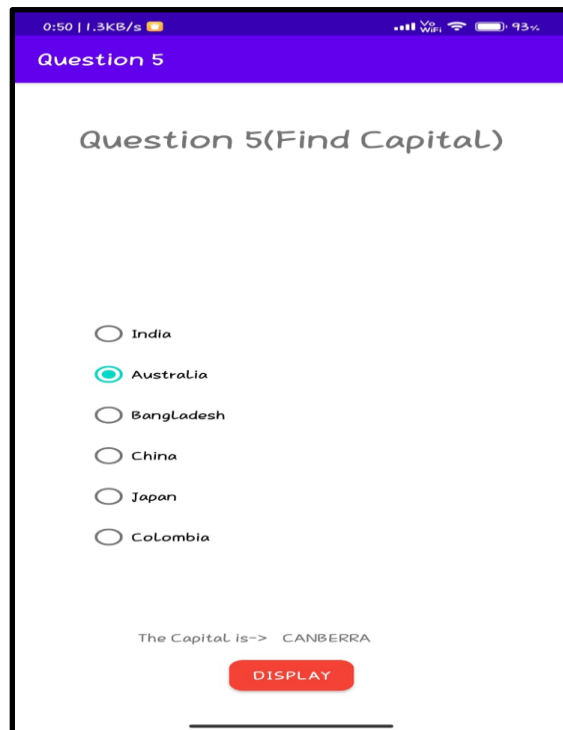 0:50 | 1.3KB/s Vo WiFi 93%
Question 5
Question 5(Find Capital)
India
Australia
Bangladesh
China
Japan
Colombia
The Capital is-> CANBERRA
DISPLAY